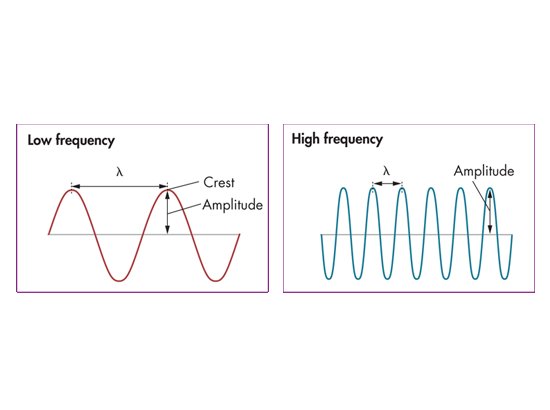 Low frequency
λ
Crest
Amplitude
High frequency
λ
Amplitude